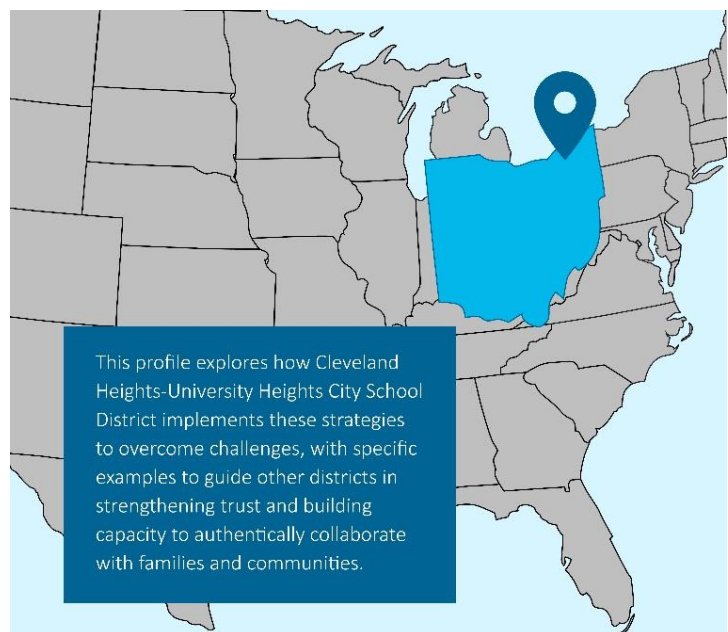 This profile explores how Cleveland
Heights-University Heights City School
District implements these strategies
to overcome challenges, with specific
examples to guide other districts in
strengthening trust and building
capacity to authentically collaborate
with families and communities.